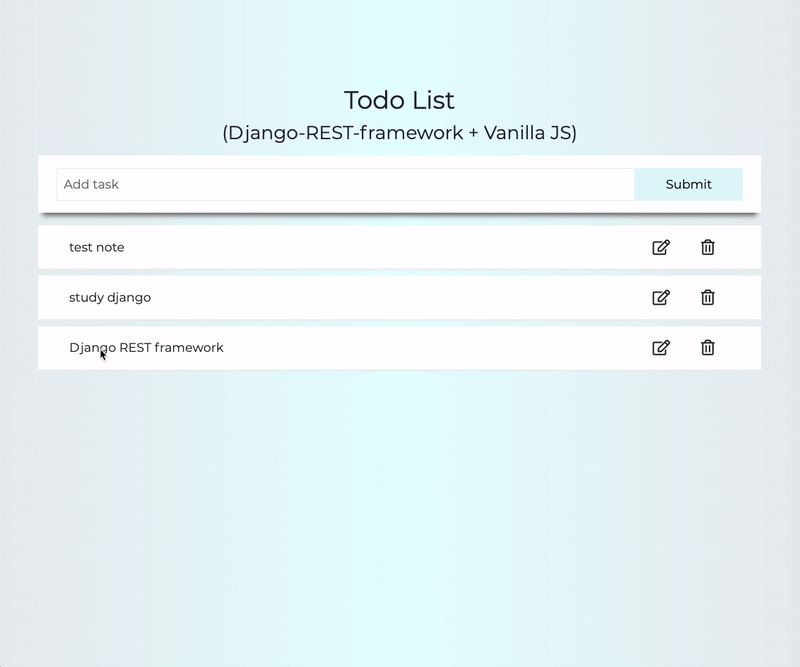 Todo List
(Django-REST-framework + Vanilla JS)
Add task
Submit
test note
study django
Django REST framework